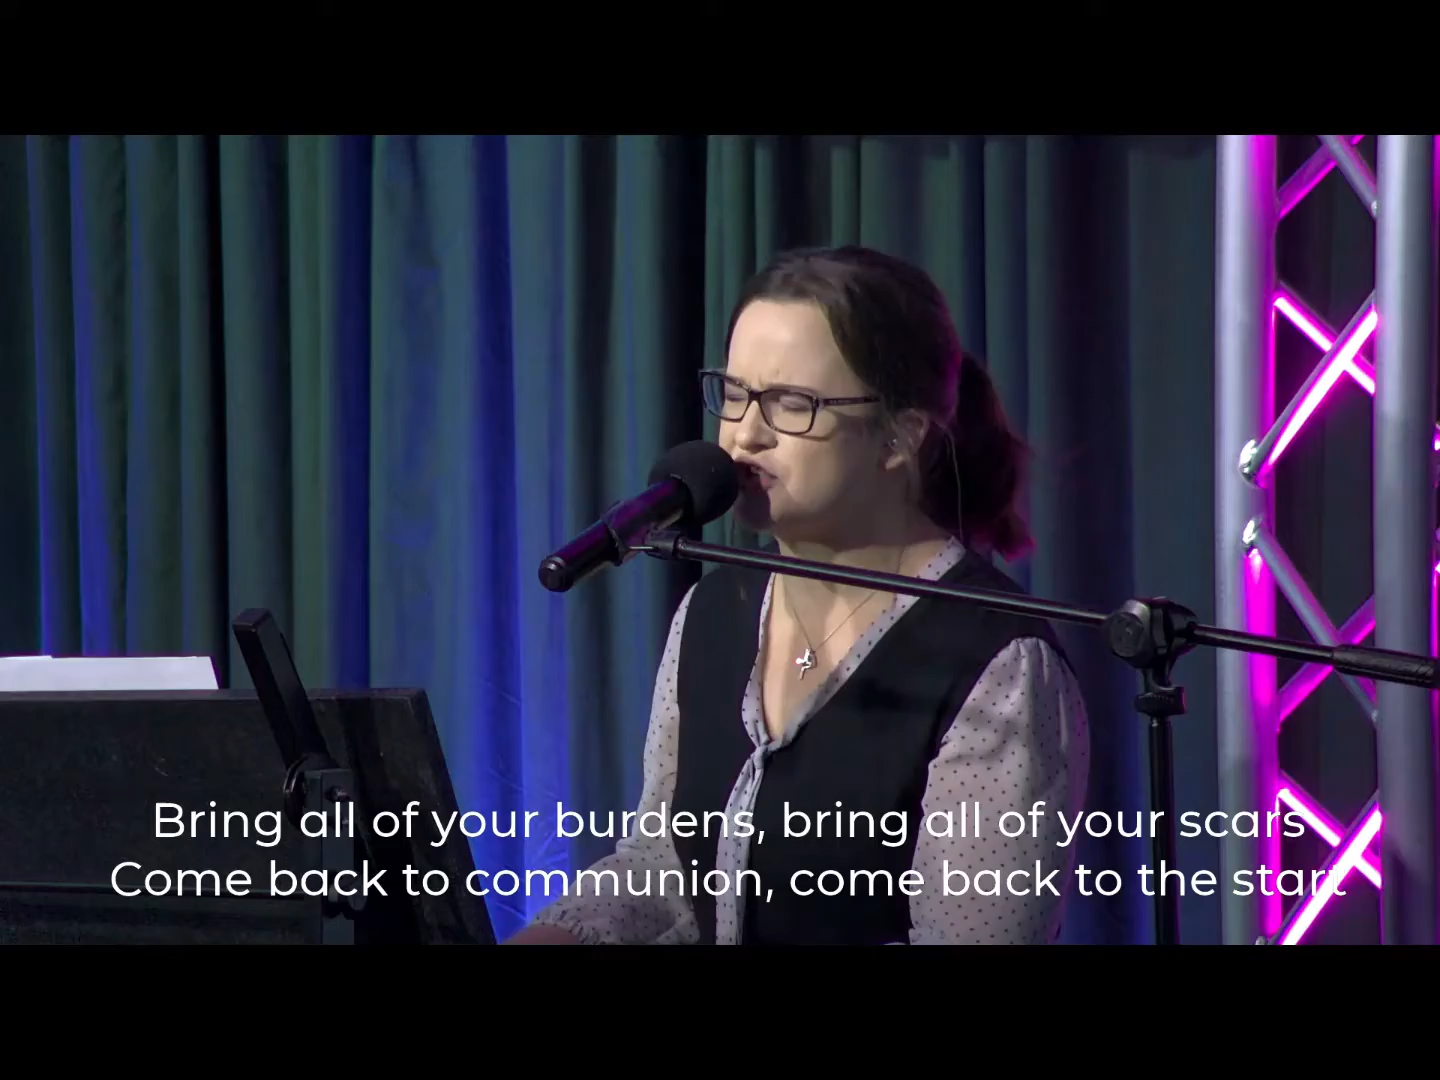 Bring all of your burdens, bring all of your scars
Come back to communion, come back to the start